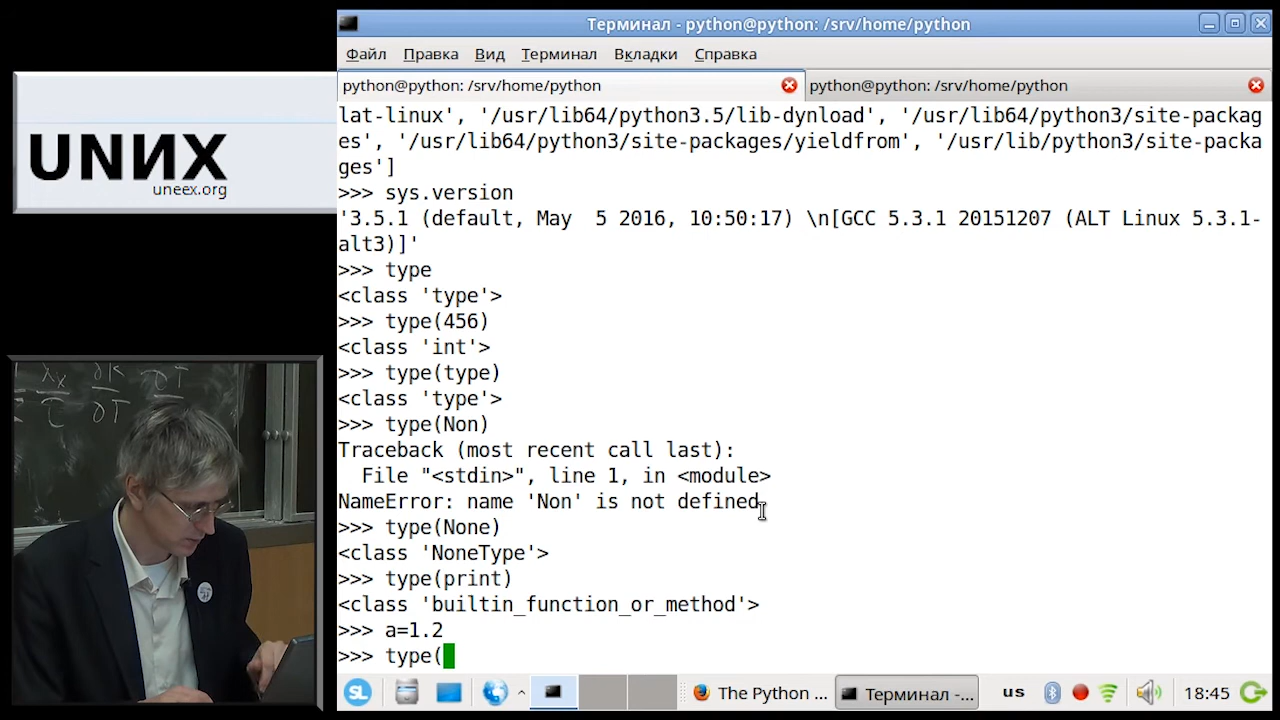 UNИX
uneex.org
Терминал - python@python: /srv/home/python
Файл Правка Вид Терминал Вкладки Справка
python@python: /srv/home/python
python@python: /srv/home/python
lat-linux', '/usr/lib64/python3.5/lib-dynload', '/usr/lib64/python3/site-packag
es', '/usr/lib64/python3/site-packages/yieldfrom', '/usr/lib/python3/site-packa
ges']
>>> sys.version
'3.5.1 (default, May  5 2016, 10:50:17) \n[GCC 5.3.1 20151207 (ALT Linux 5.3.1-
alt3)]'
>>> type
<class 'type'>
>>> type(456)
<class 'int'>
>>> type(type)
<class 'type'>
>>> type(Non)
Traceback (most recent call last):
  File "<stdin>", line 1, in <module>
NameError: name 'Non' is not defined
>>> type(None)
<class 'NoneType'>
>>> type(print)
<class 'builtin_function_or_method'>
>>> a=1.2
>>> type(
SL The Python ... Терминал -... us 18:45